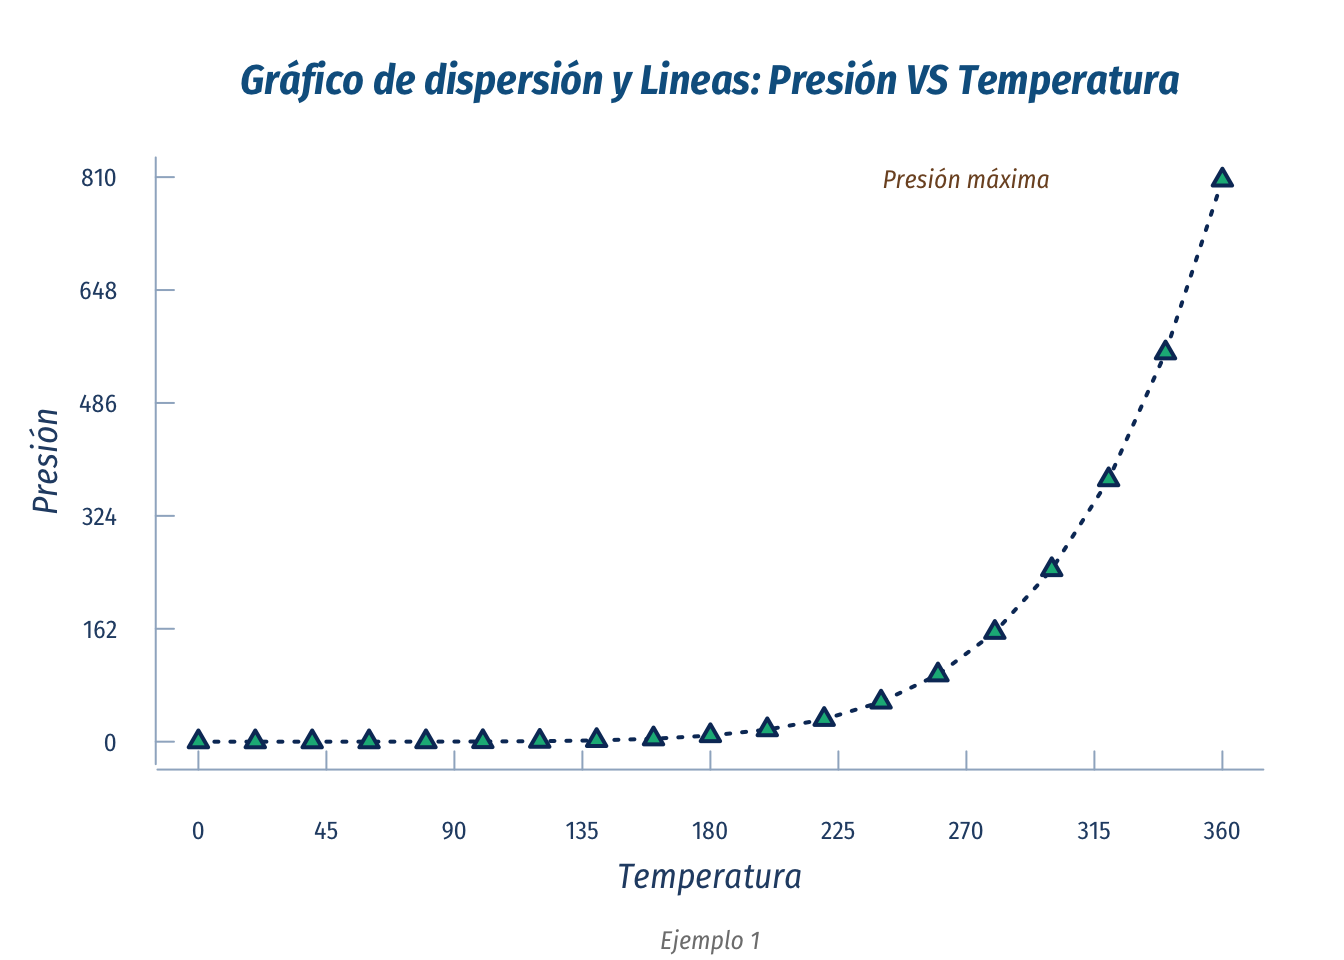 Gráfico de dispersión y Lineas: Presión VS Temperatura
810
Presión máxima
648
486
324
162
0
Presión
0 45 90 135 180 225 270 315 360
Temperatura
Ejemplo 1